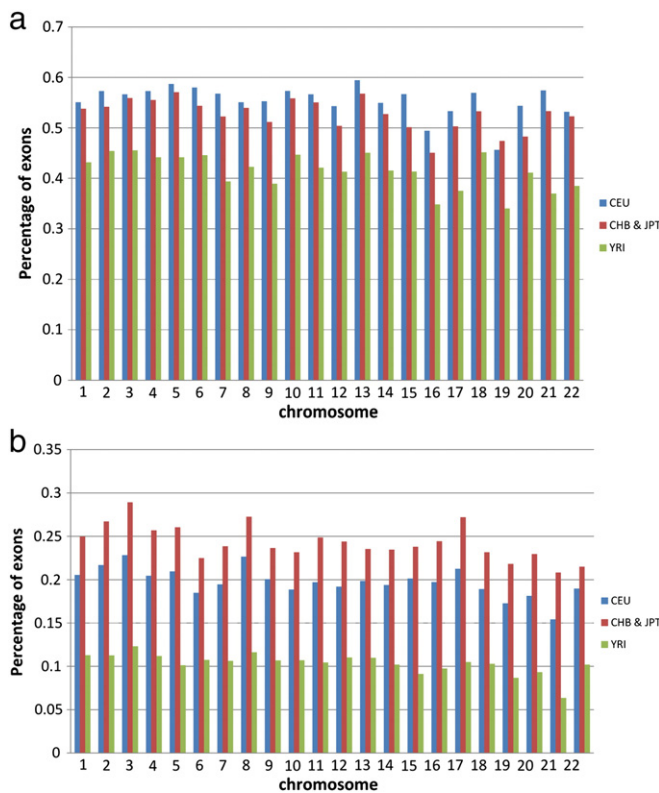 a
0.7
0.6
0.5
0.4
0.3
0.2
0.1
0
Percentage of exons
1 2 3 4 5 6 7 8 9 10 11 12 13 14 15 16 17 18 19 20 21 22
chromosome
CEU
CHB & JPT
YRI
b
0.35
0.3
0.25
0.2
0.15
0.1
0.05
0
Percentage of exons
1 2 3 4 5 6 7 8 9 10 11 12 13 14 15 16 17 18 19 20 21 22
chromosome
CEU
CHB & JPT
YRI